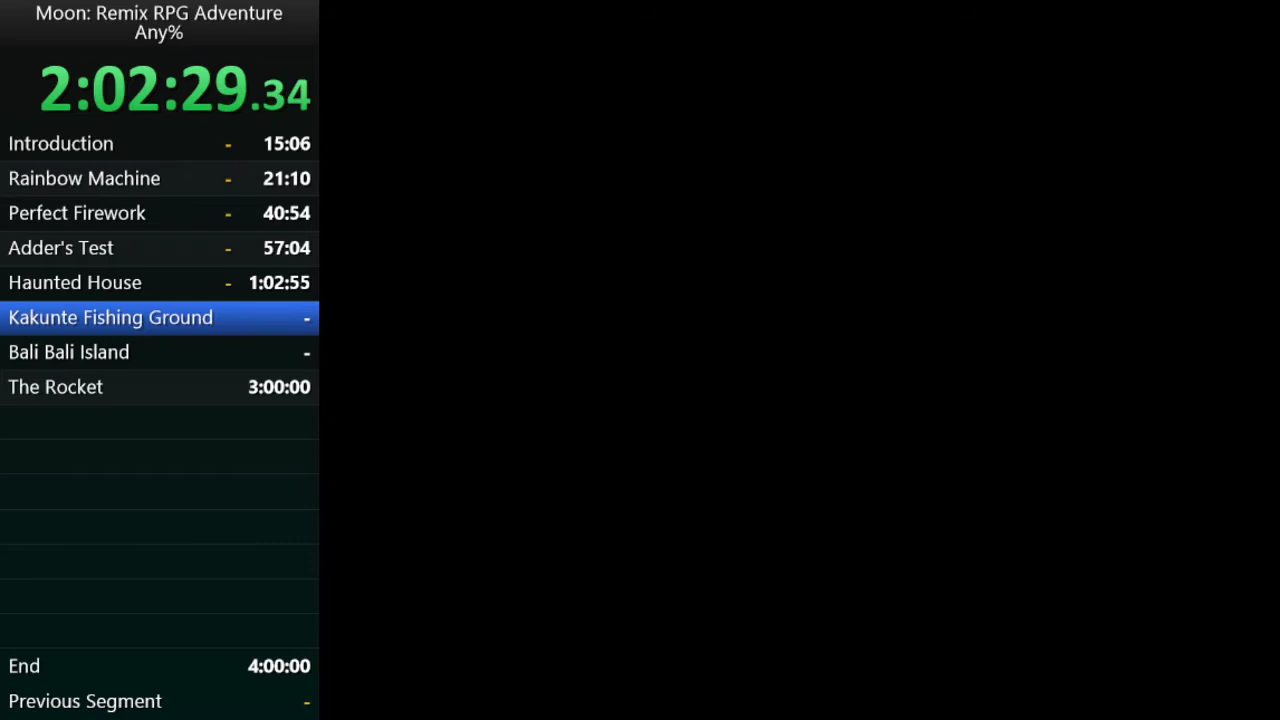 Moon: Remix RPG Adventure
Any%
2:02:29.34
Introduction - 15:06
Rainbow Machine - 21:10
Perfect Firework - 40:54
Adder's Test - 57:04
Haunted House - 1:02:55
Kakunte Fishing Ground -
Bali Bali Island -
The Rocket 3:00:00
End 4:00:00
Previous Segment -